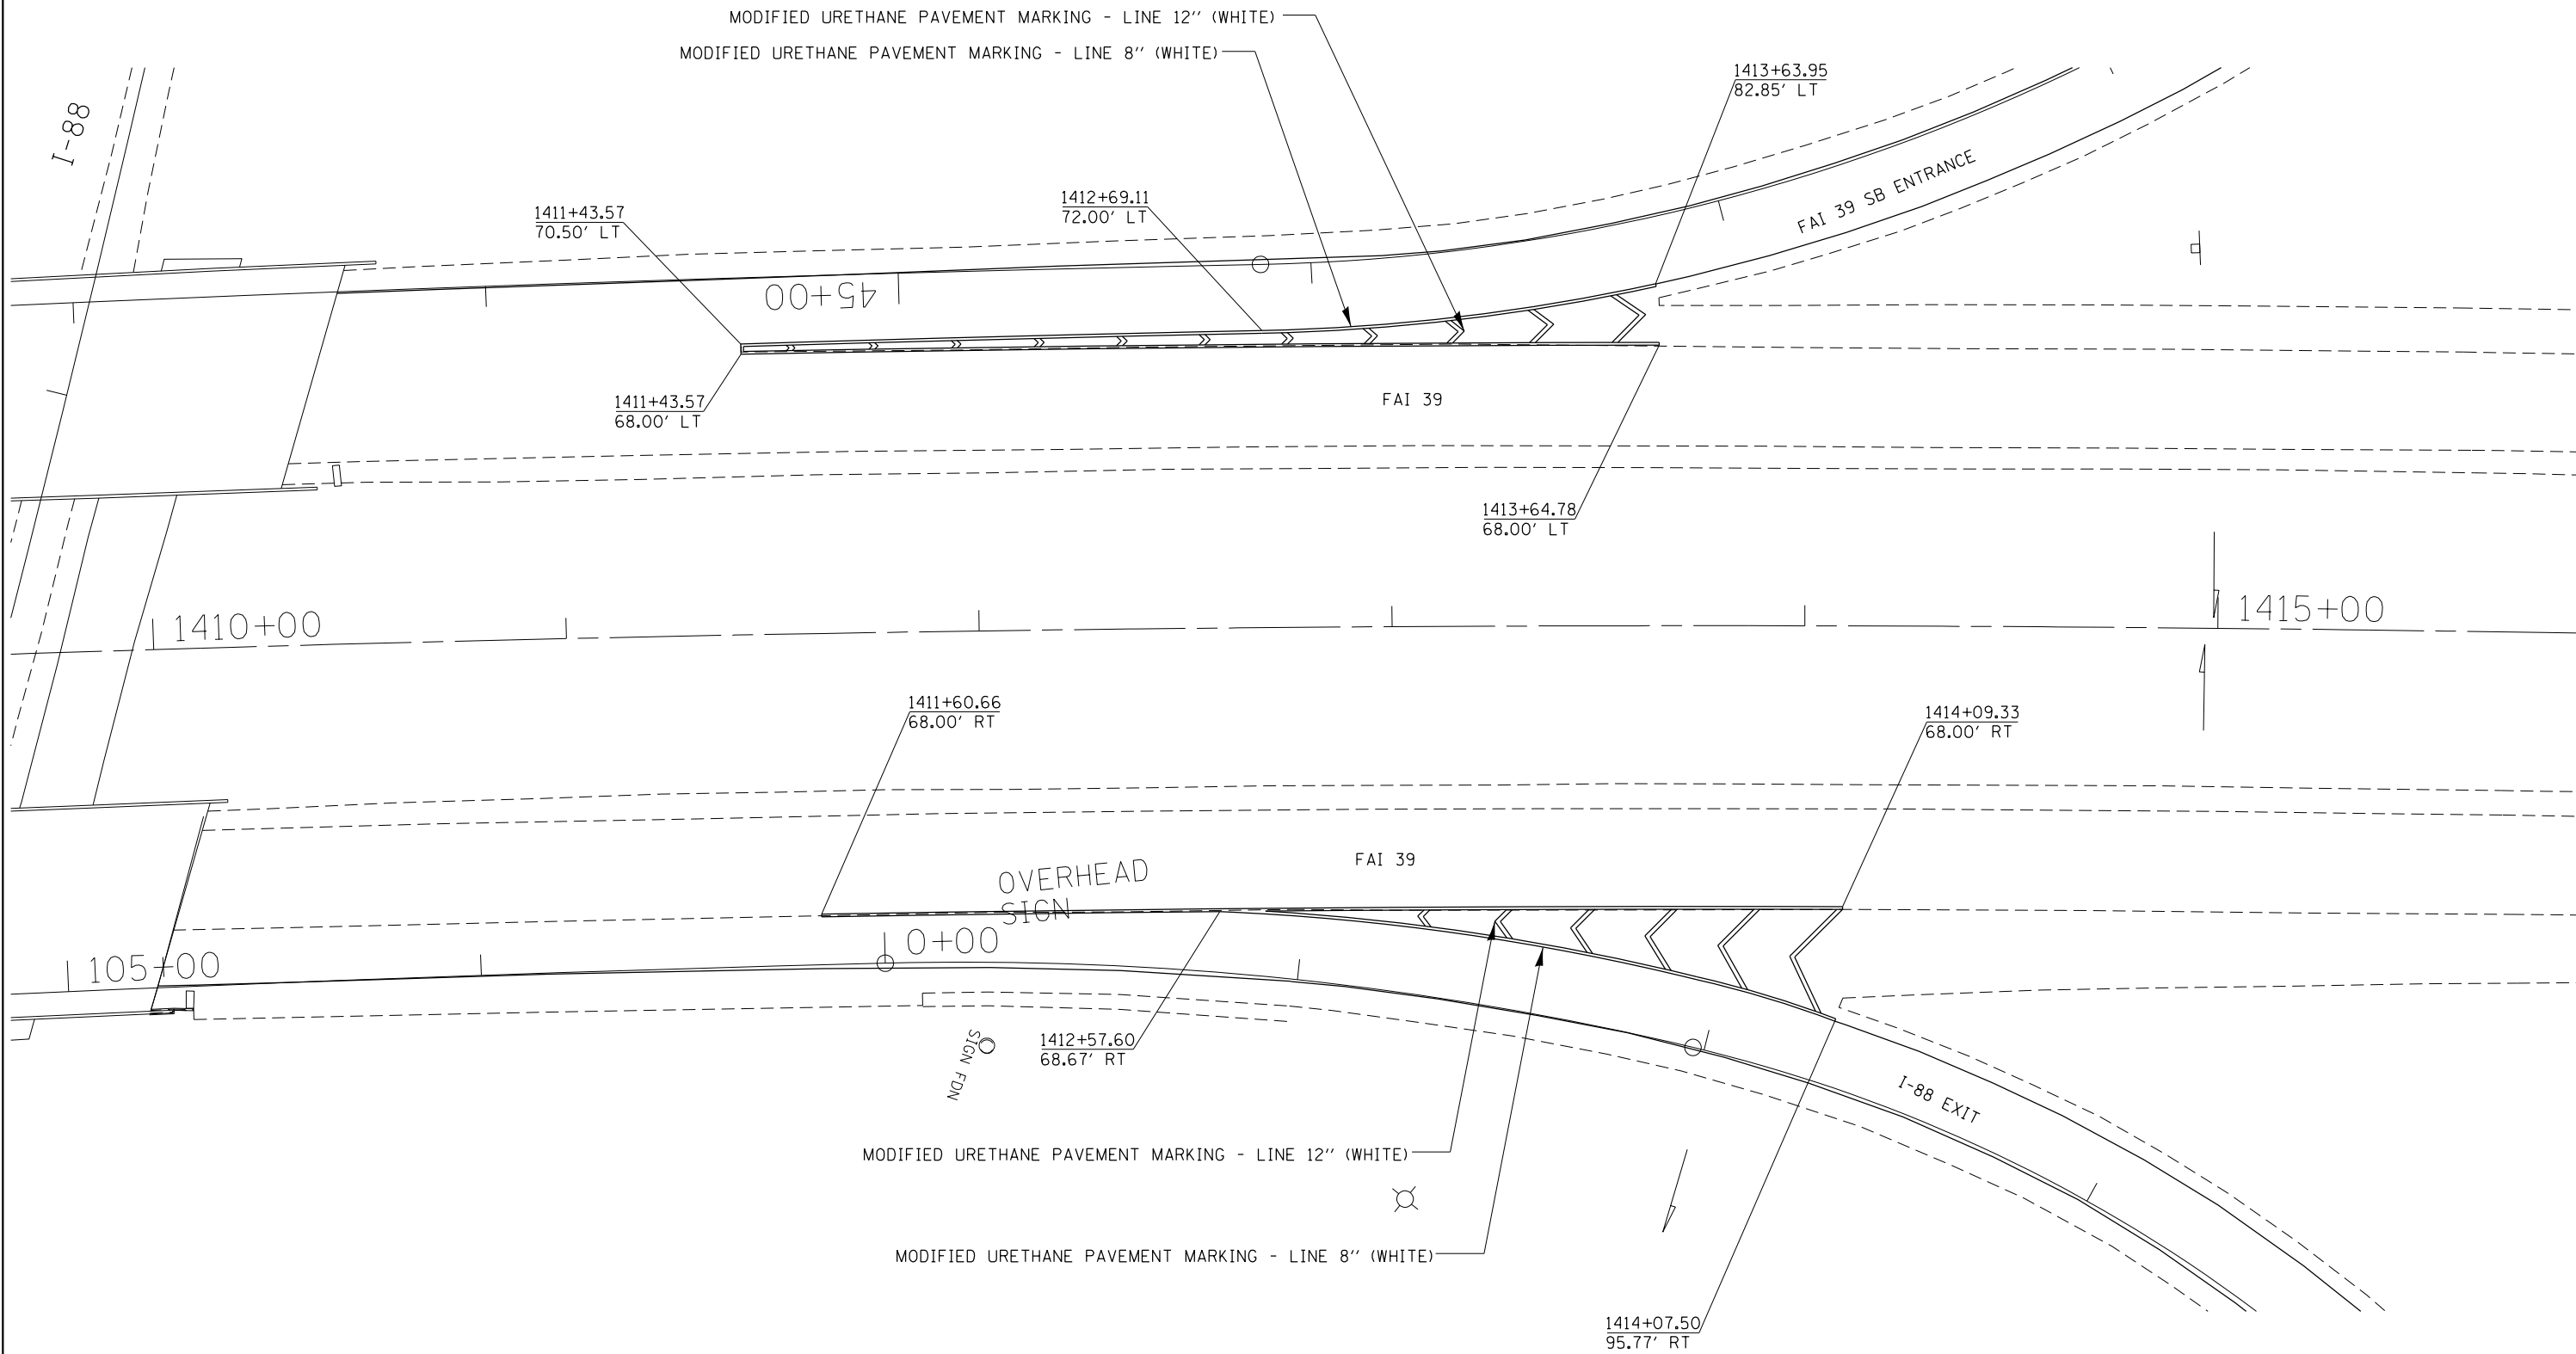 MODIFIED URETHANE PAVEMENT MARKING - LINE 12'' (WHITE)
MODIFIED URETHANE PAVEMENT MARKING - LINE 8'' (WHITE)
1413+63.95
82.85' LT
I-88
FAI 39 SB ENTRANCE
1412+69.11
72.00' LT
1411+43.57
70.50' LT
45+00
1411+43.57
68.00' LT
FAI 39
1413+64.78
68.00' LT
1410+00
1415+00
1411+60.66
68.00' RT
1414+09.33
68.00' RT
FAI 39
OVERHEAD
SIGN
0+00
105+00
1412+57.60
68.67' RT
SIGN FDN
I-88 EXIT
MODIFIED URETHANE PAVEMENT MARKING - LINE 12'' (WHITE)
MODIFIED URETHANE PAVEMENT MARKING - LINE 8'' (WHITE)
1414+07.50
95.77' RT